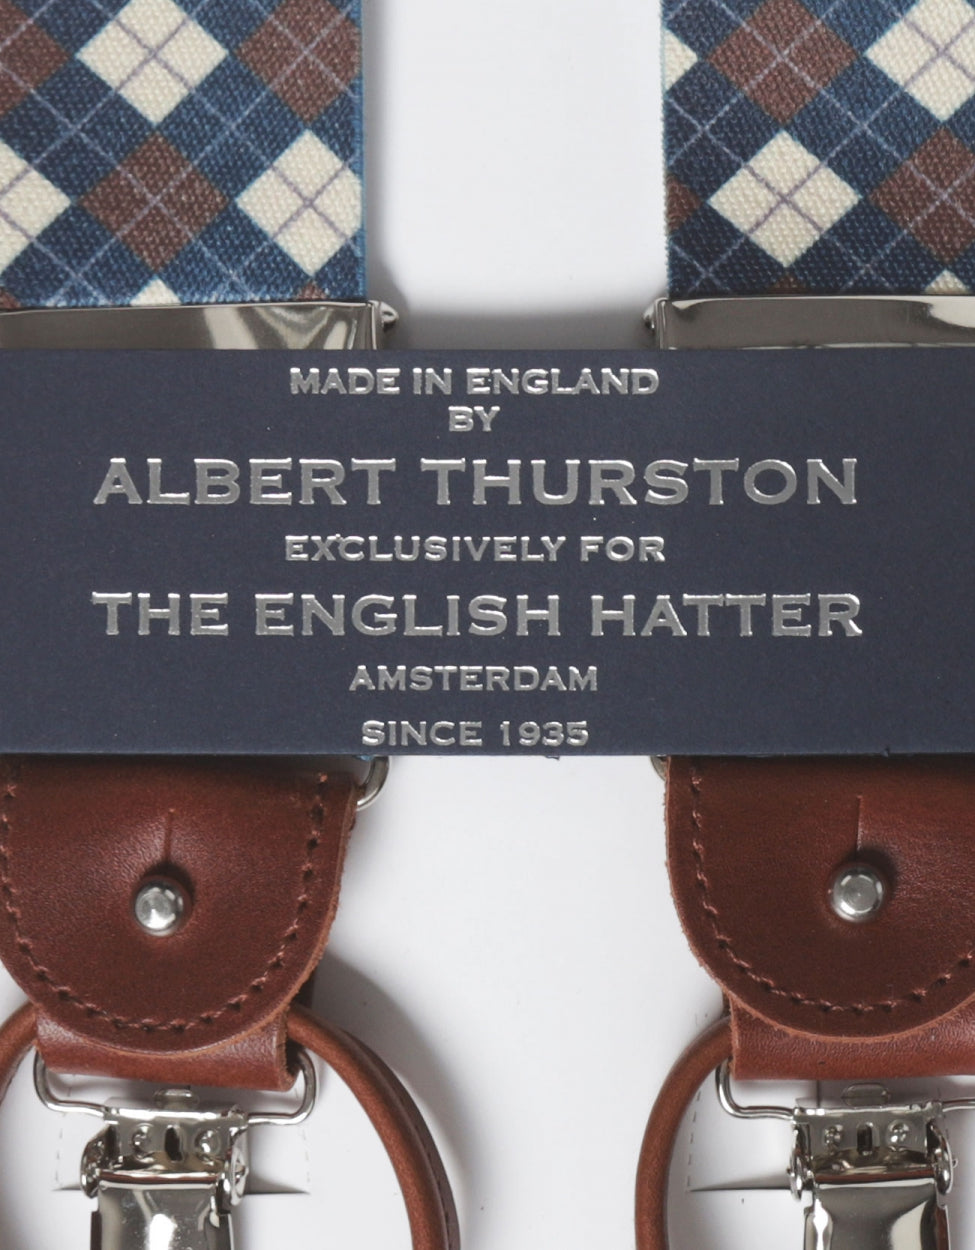 MADE IN ENGLAND
BY
ALBERT THURSTON
EXCLUSIVELY FOR
THE ENGLISH HATTER
AMSTERDAM
SINCE 1935